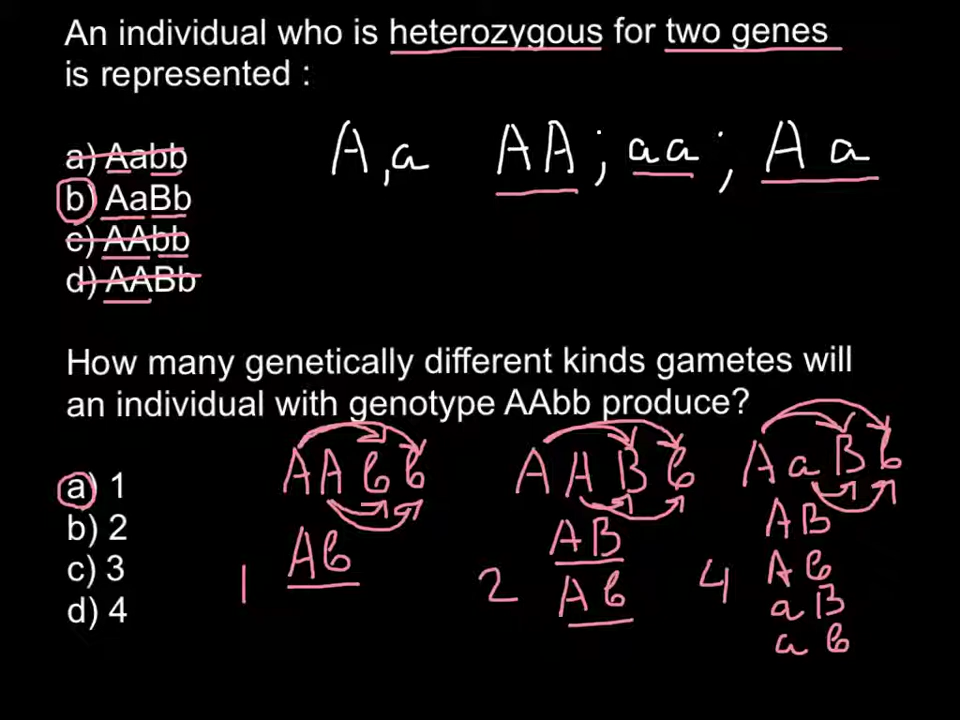 An individual who is heterozygous for two genes
is represented :
a) Aabb
A,a AA ; aa ; Aa
b) AaBb
c) AAbb
d) AABb
How many genetically different kinds gametes will
an individual with genotype AAbb produce?
AAbb AABb AaBb
a) 1
b) 2
c) 3
d) 4
1 Ab
2 AB
Ab
4 AB
Ab
aB
ab